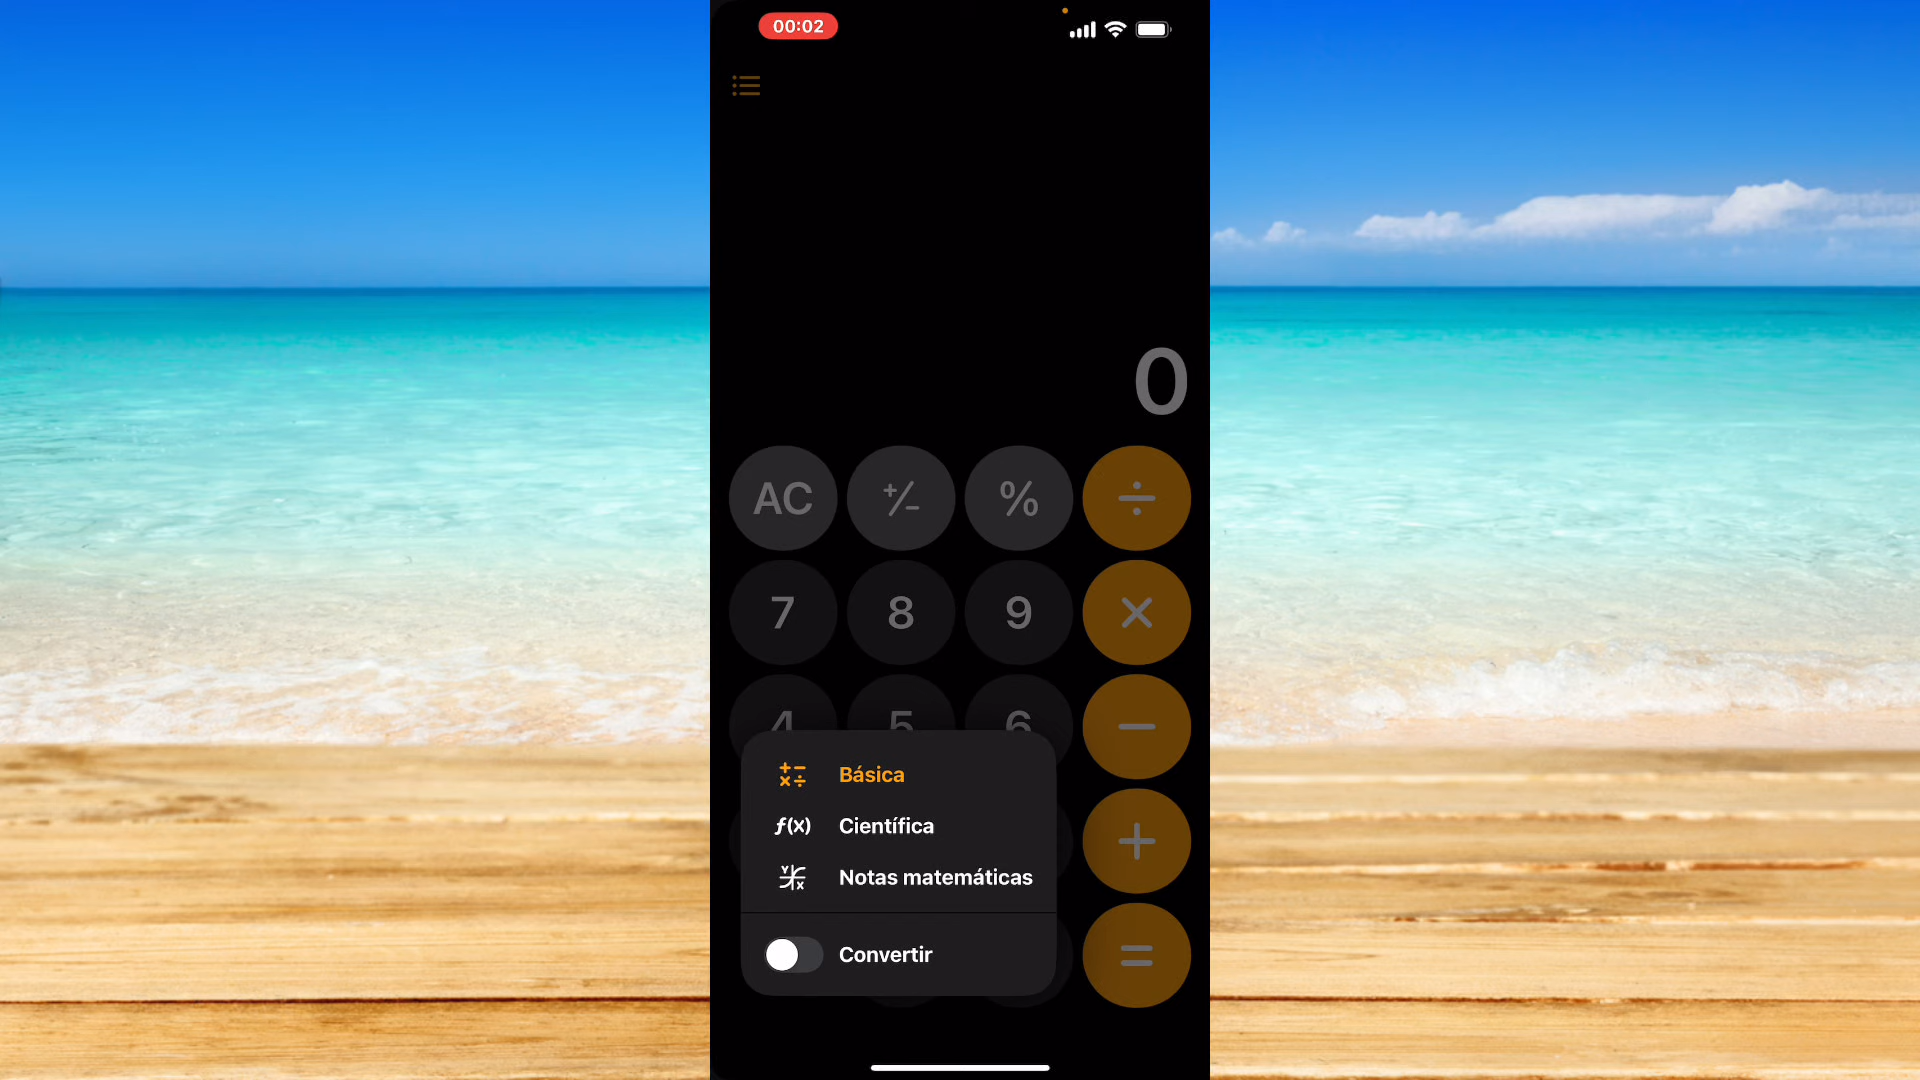 00:02
0
AC +/- % ÷
7 8 9 ×
4 5 6 −
+
=
Básica
f(x) Científica
y x Notas matemáticas
Convertir